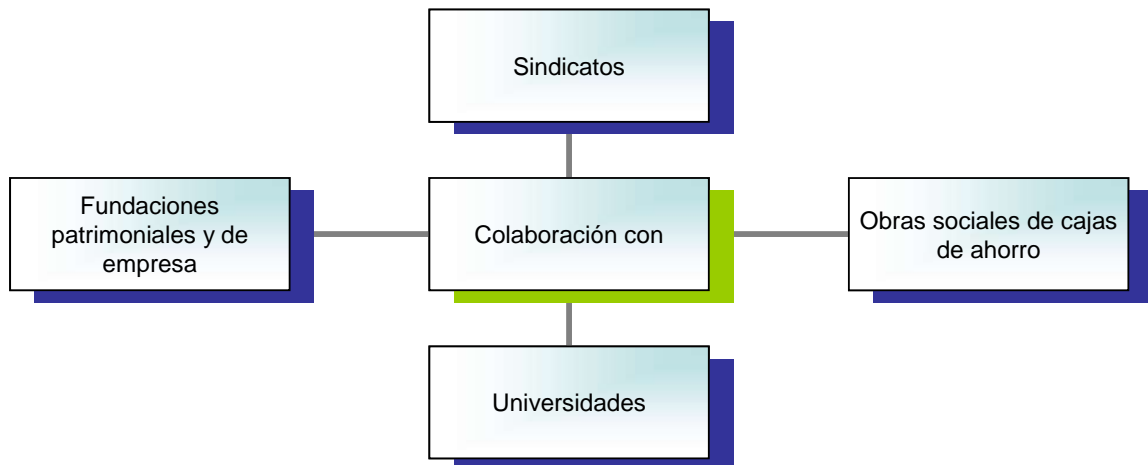 Sindicatos
Fundaciones
patrimoniales y de
empresa
Colaboración con
Obras sociales de cajas
de ahorro
Universidades